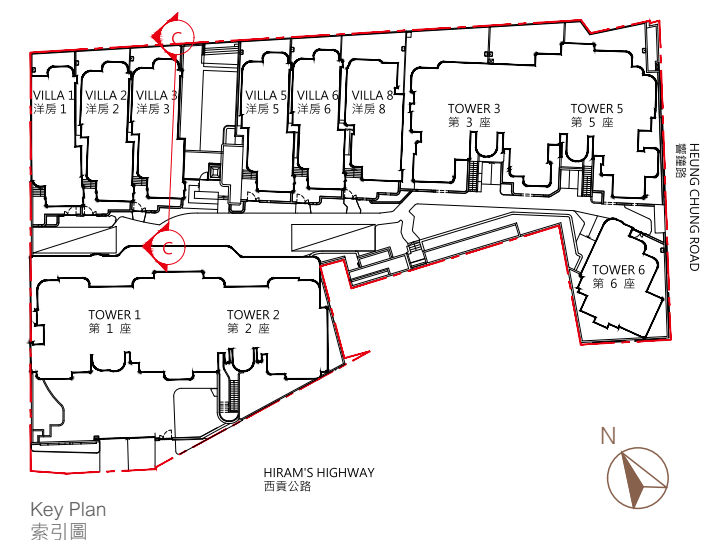 C
VILLA 1
洋房 1
VILLA 2
洋房 2
VILLA 3
洋房 3
VILLA 5
洋房 5
VILLA 6
洋房 6
VILLA 8
洋房 8
TOWER 3
第 3 座
TOWER 5
第 5 座
HEUNG CHUNG ROAD
響鐘路
C
TOWER 6
第 6 座
TOWER 1
第 1 座
TOWER 2
第 2 座
HIRAM'S HIGHWAY
西貢公路
N
Key Plan
索引圖